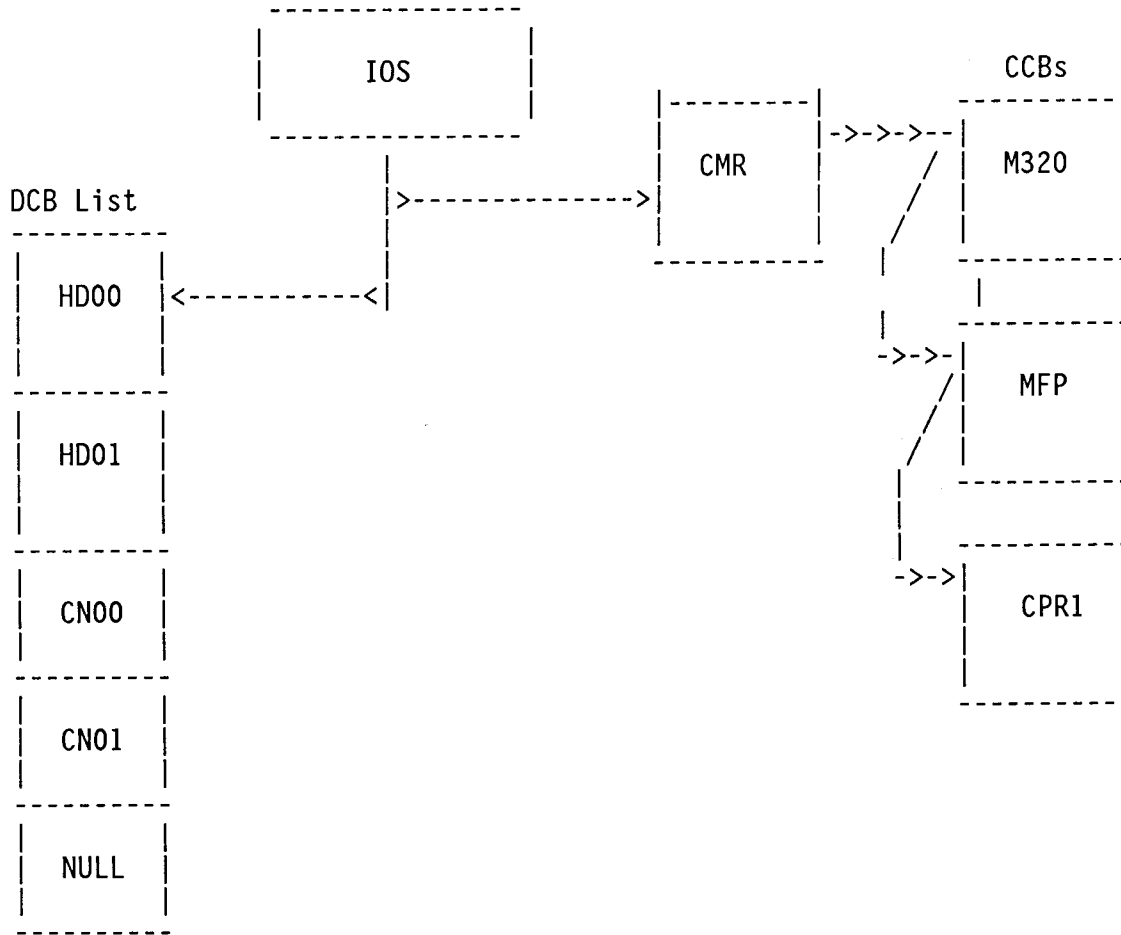 IOS
CCBs
CMR
M320
DCB List
HD00
MFP
HD01
CN00
CPR1
CN01
NULL